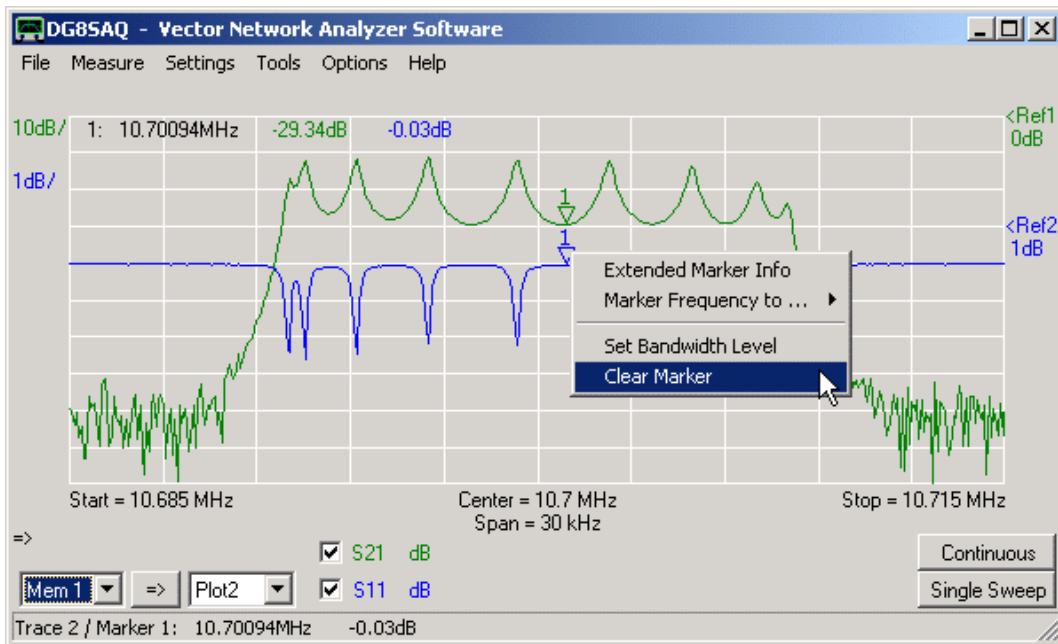 DG8SAQ - Vector Network Analyzer Software
File Measure Settings Tools Options Help
10dB/ 1: 10.70094MHz -29.34dB -0.03dB <Ref1
0dB
1dB/
1
<Ref2
1dB
1
Extended Marker Info
Marker Frequency to ...
Set Bandwidth Level
Clear Marker
Start = 10.685 MHz Center = 10.7 MHz Stop = 10.715 MHz
Span = 30 kHz
=>
S21 dB Continuous
Mem 1 => Plot2 S11 dB Single Sweep
Trace 2 / Marker 1: 10.70094MHz -0.03dB